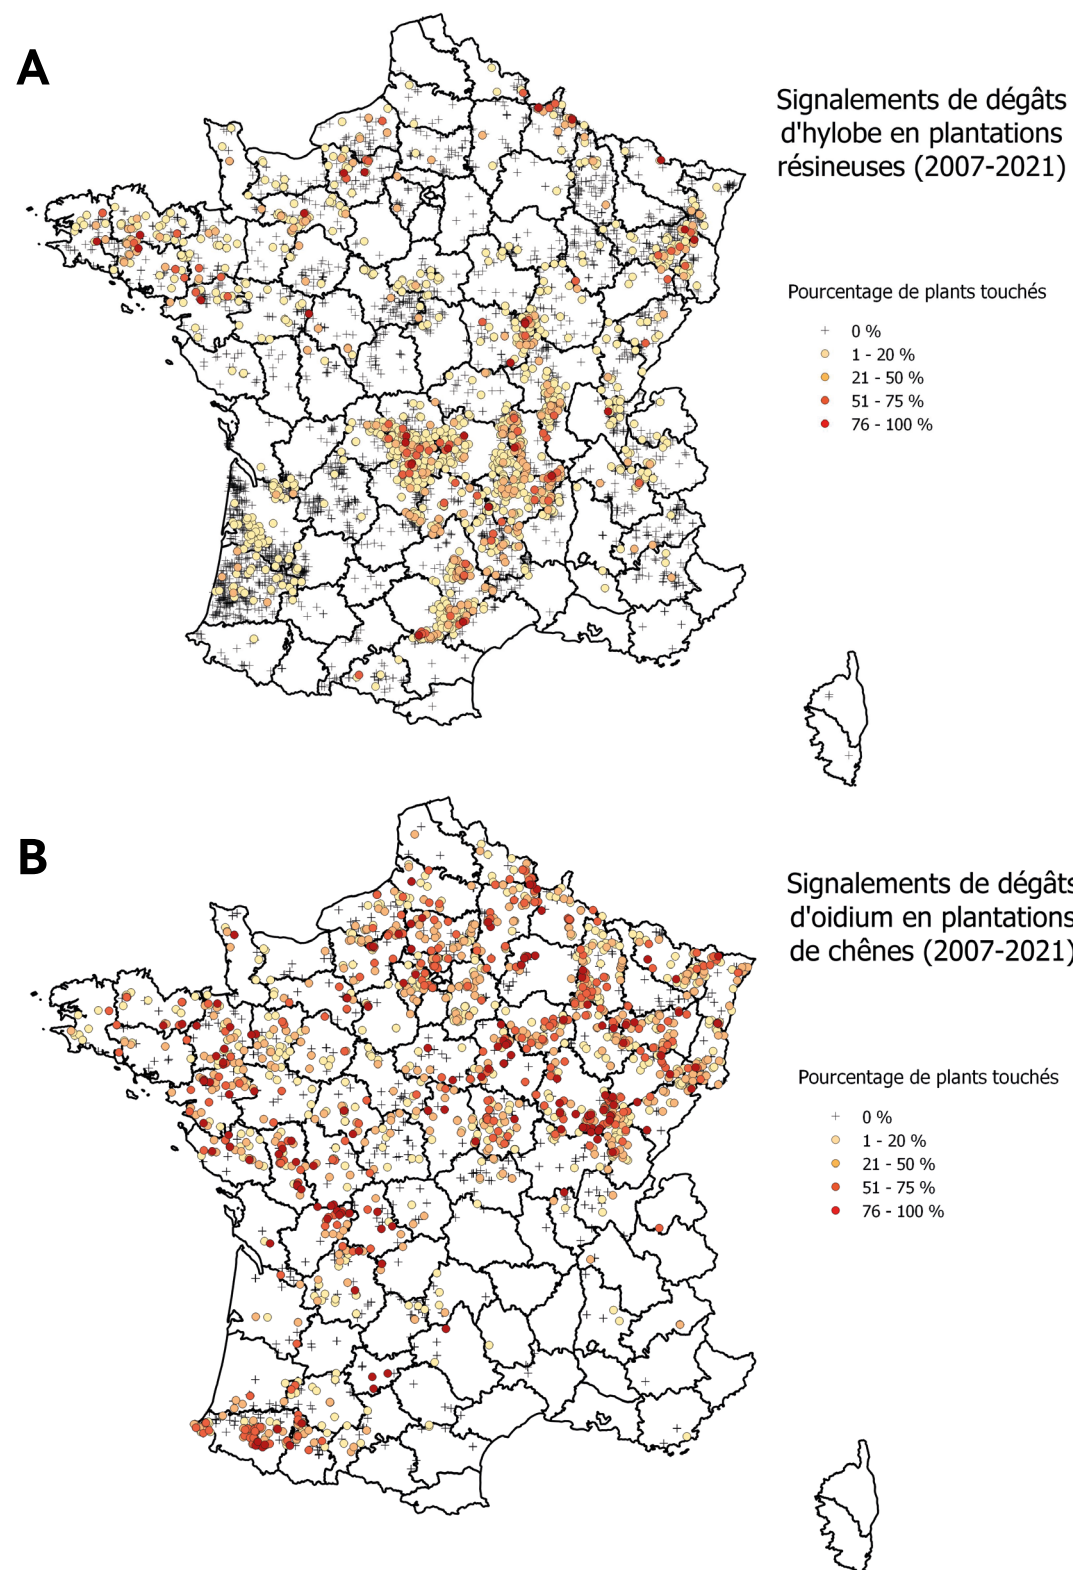 A
Signalements de dégâts
d'hylobe en plantations
résineuses (2007-2021)
Pourcentage de plants touchés
0 %
1 - 20 %
21 - 50 %
51 - 75 %
76 - 100 %
B
Signalements de dégâts
d'oidium en plantations
de chênes (2007-2021)
Pourcentage de plants touchés
0 %
1 - 20 %
21 - 50 %
51 - 75 %
76 - 100 %